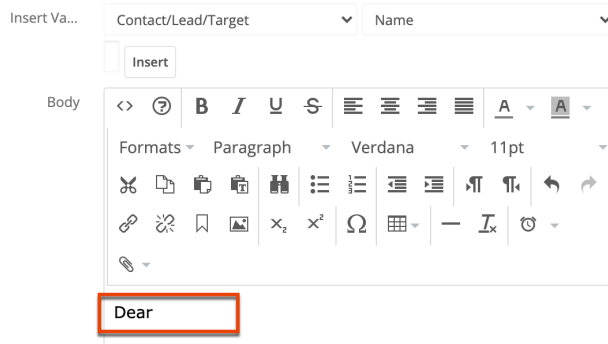 Insert Va...
Contact/Lead/Target
Name
Insert
Body
B I U S A A
Formats
Paragraph
Verdana
11pt
Dear